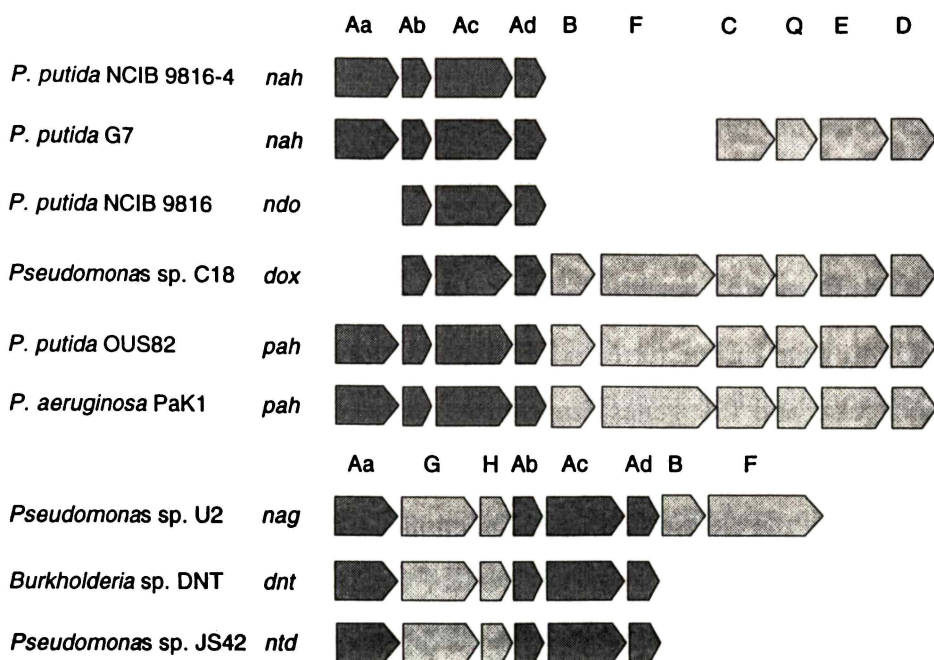 Aa Ab Ac Ad B F C Q E D
P. putida NCIB 9816-4 nah
P. putida G7 nah
P. putida NCIB 9816 ndo
Pseudomonas sp. C18 dox
P. putida OUS82 pah
P. aeruginosa PaK1 pah
Aa G H Ab Ac Ad B F
Pseudomonas sp. U2 nag
Burkholderia sp. DNT dnt
Pseudomonas sp. JS42 ntd